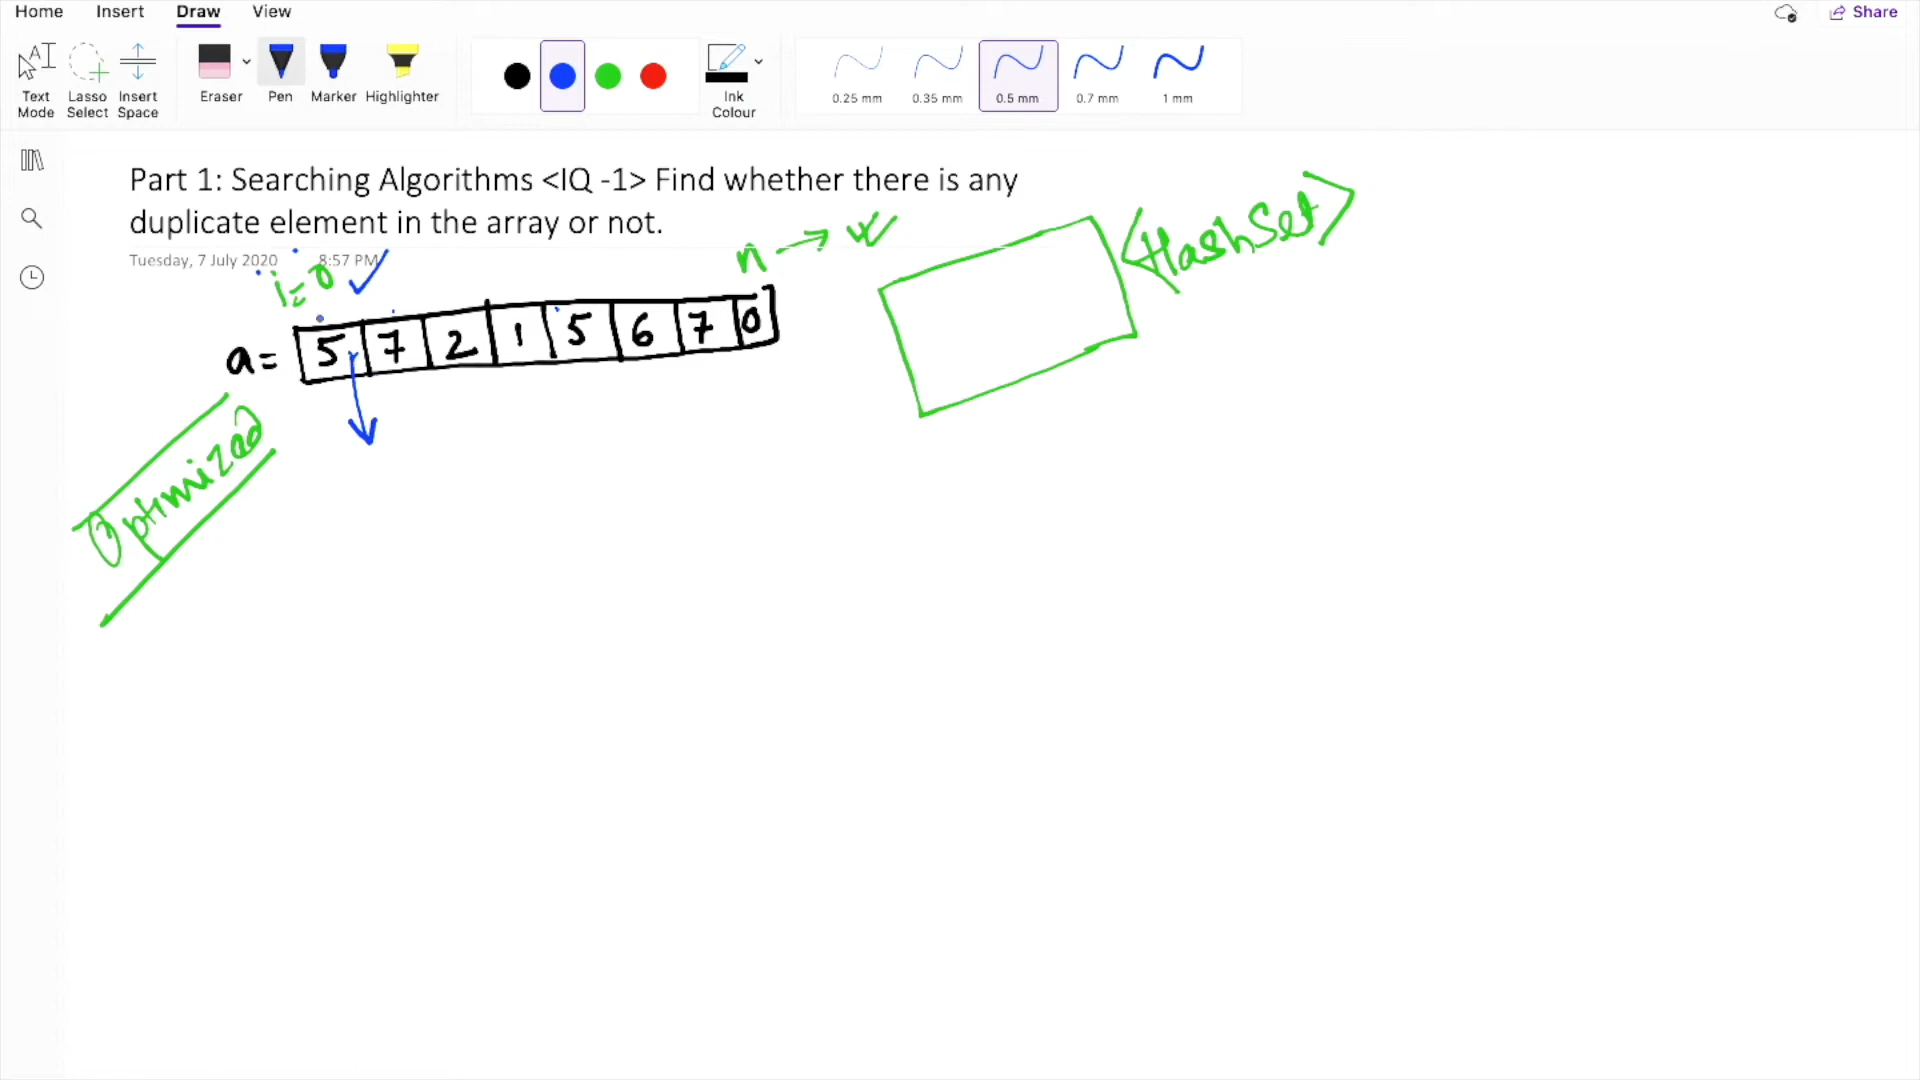 Home Insert Draw View
Share
Text Mode
Lasso Select
Insert Space
Eraser
Pen
Marker
Highlighter
Ink Colour
0.25 mm
0.35 mm
0.5 mm
0.7 mm
1 mm
Part 1: Searching Algorithms <IQ -1> Find whether there is any
duplicate element in the array or not.
Tuesday, 7 July 2020 8:57 PM
<HashSet>
n →
i=0
a= 5 7 2 1 5 6 7 0
Optimized